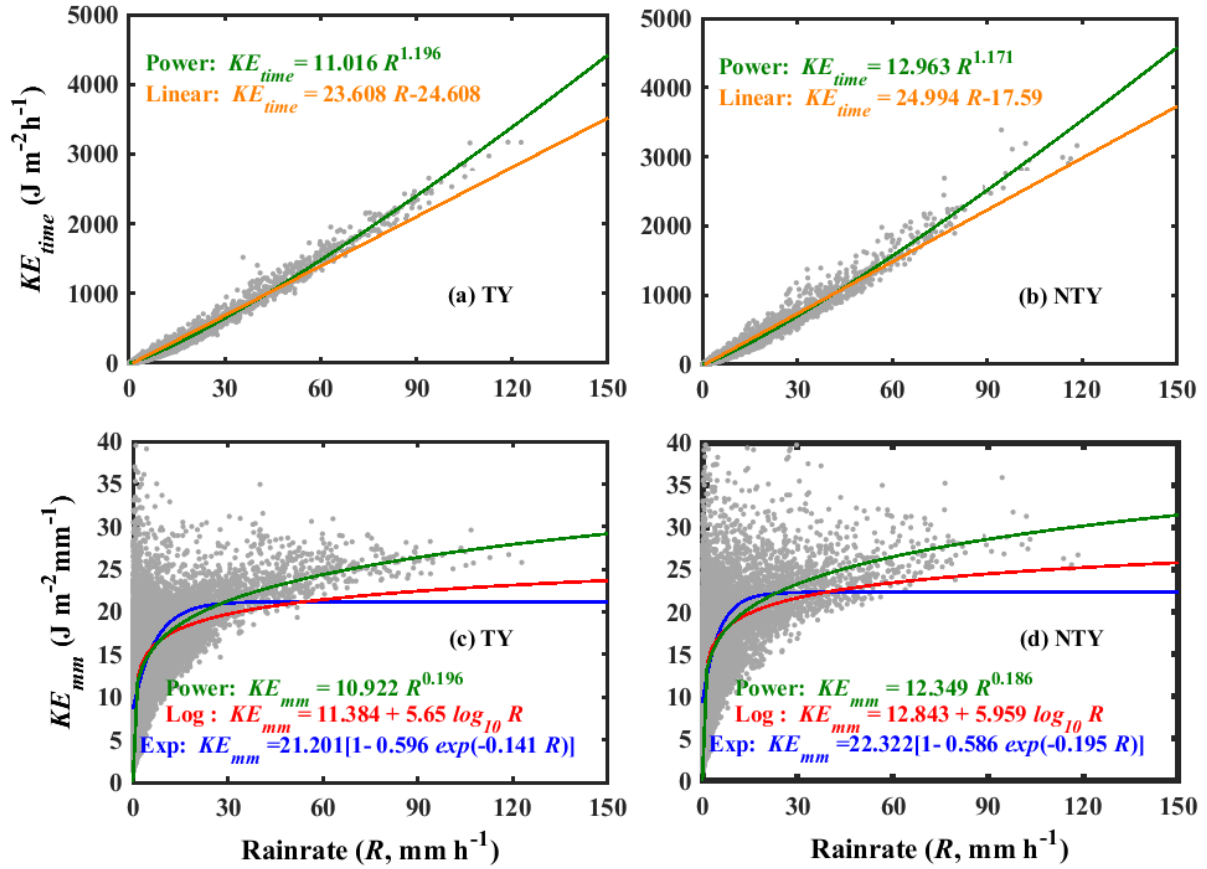 5000
4000
3000
2000
1000
0
KE_time (J m^-2 h^-1)
Power: KE_time = 11.016 R^1.196
Linear: KE_time = 23.608 R-24.608
(a) TY
0 30 60 90 120 150
5000
4000
3000
2000
1000
0
Power: KE_time = 12.963 R^1.171
Linear: KE_time = 24.994 R-17.59
(b) NTY
0 30 60 90 120 150
40
35
30
25
20
15
10
5
0
KE_mm (J m^-2 mm^-1)
(c) TY
Power: KE_mm = 10.922 R^0.196
Log : KE_mm = 11.384 + 5.65 log_10 R
Exp: KE_mm =21.201[1- 0.596 exp(-0.141 R)]
0 30 60 90 120 150
Rainrate (R, mm h^-1)
40
35
30
25
20
15
10
5
0
(d) NTY
Power: KE_mm = 12.349 R^0.186
Log : KE_mm = 12.843 + 5.959 log_10 R
Exp: KE_mm =22.322[1- 0.586 exp(-0.195 R)]
0 30 60 90 120 150
Rainrate (R, mm h^-1)